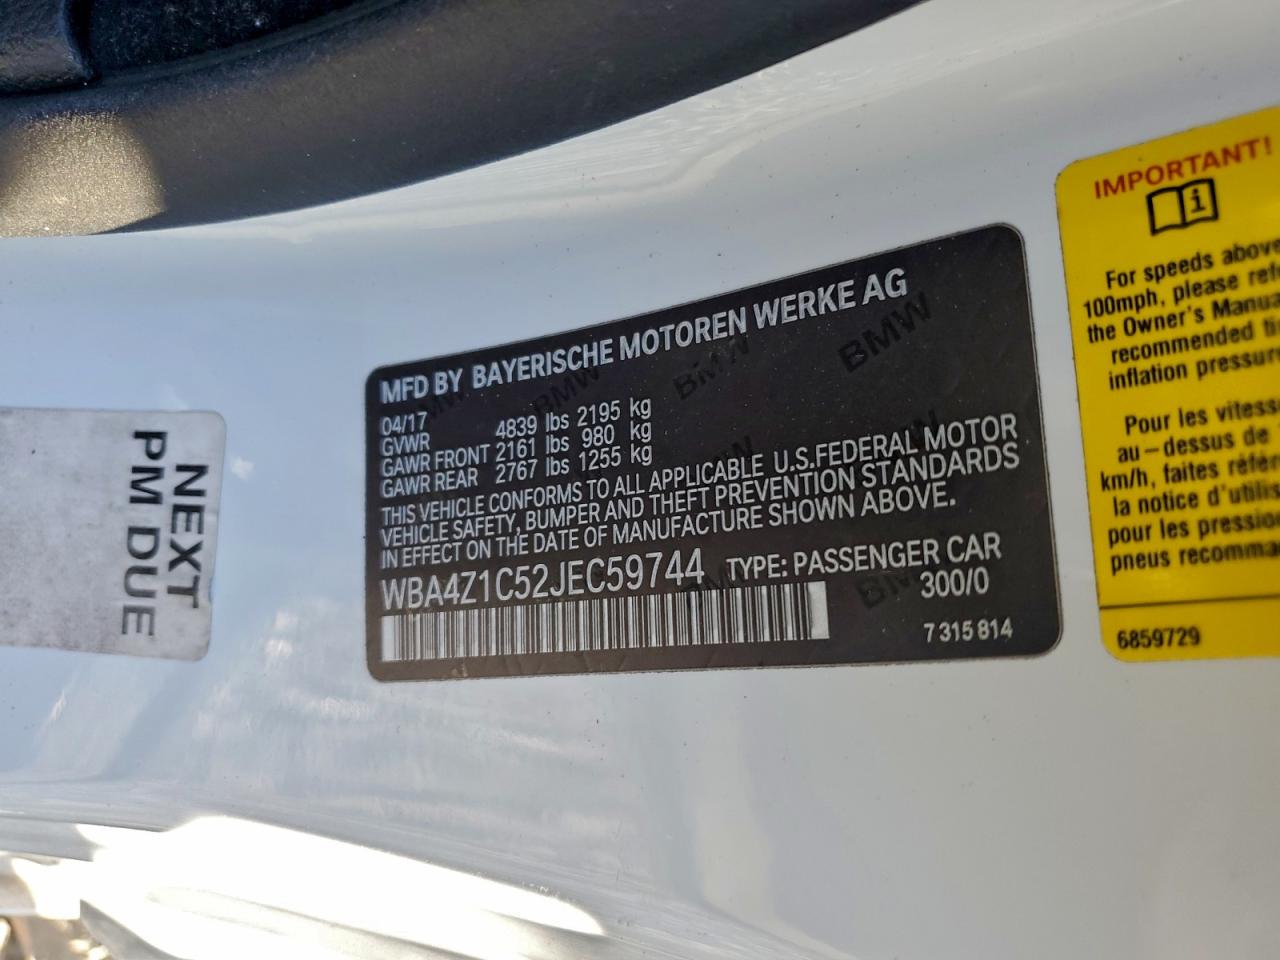 MFD BY BAYERISCHE MOTOREN WERKE AG
04/17
GVWR 4839 lbs 2195 kg
GAWR FRONT 2161 lbs 980 kg
GAWR REAR 2767 lbs 1255 kg
THIS VEHICLE CONFORMS TO ALL APPLICABLE U.S.FEDERAL MOTOR
VEHICLE SAFETY, BUMPER AND THEFT PREVENTION STANDARDS
IN EFFECT ON THE DATE OF MANUFACTURE SHOWN ABOVE.
WBA4Z1C52JEC59744 TYPE: PASSENGER CAR
300/0
7 315 814
NEXT
PM DUE
IMPORTANT!
For speeds above
100mph, please
the Owner's
recommended
inflation
Pour les
au-dessus de
km/h, faites
la notice
pour les
pneus
6859729
BMW
BMW
BMW
BMW